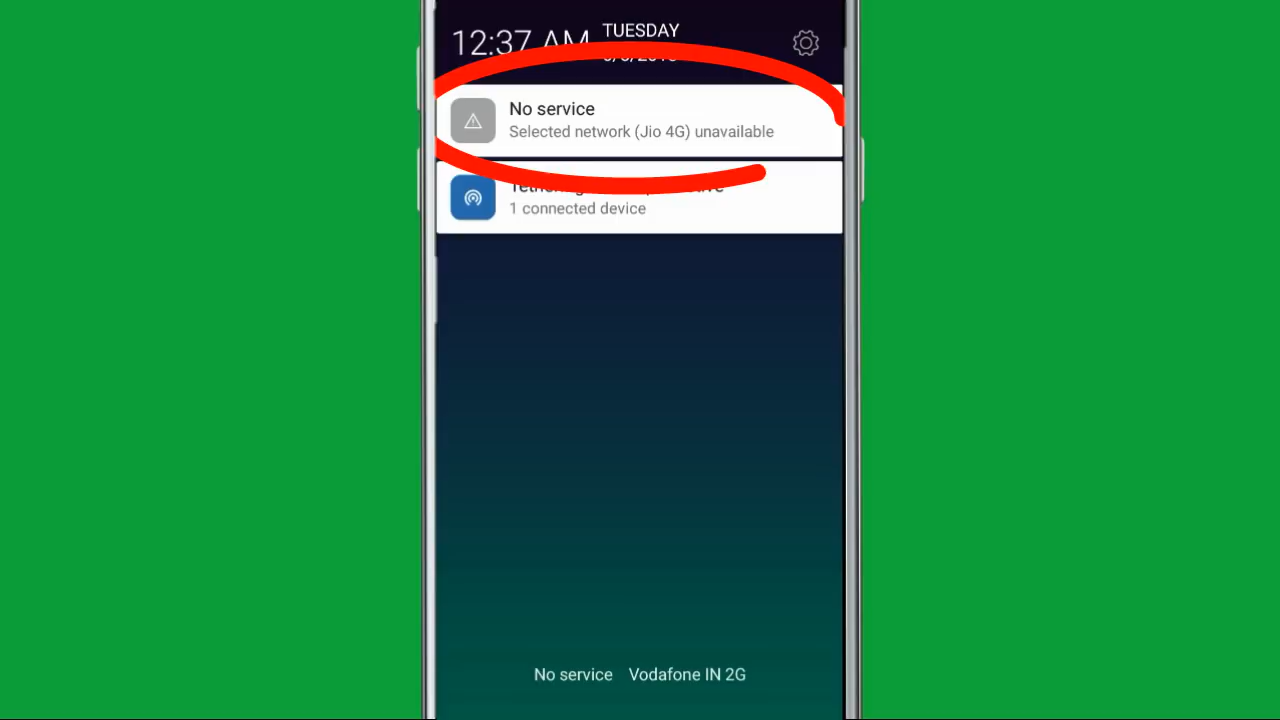 12:37 AM TUESDAY
No service
Selected network (Jio 4G) unavailable
1 connected device
No service Vodafone IN 2G